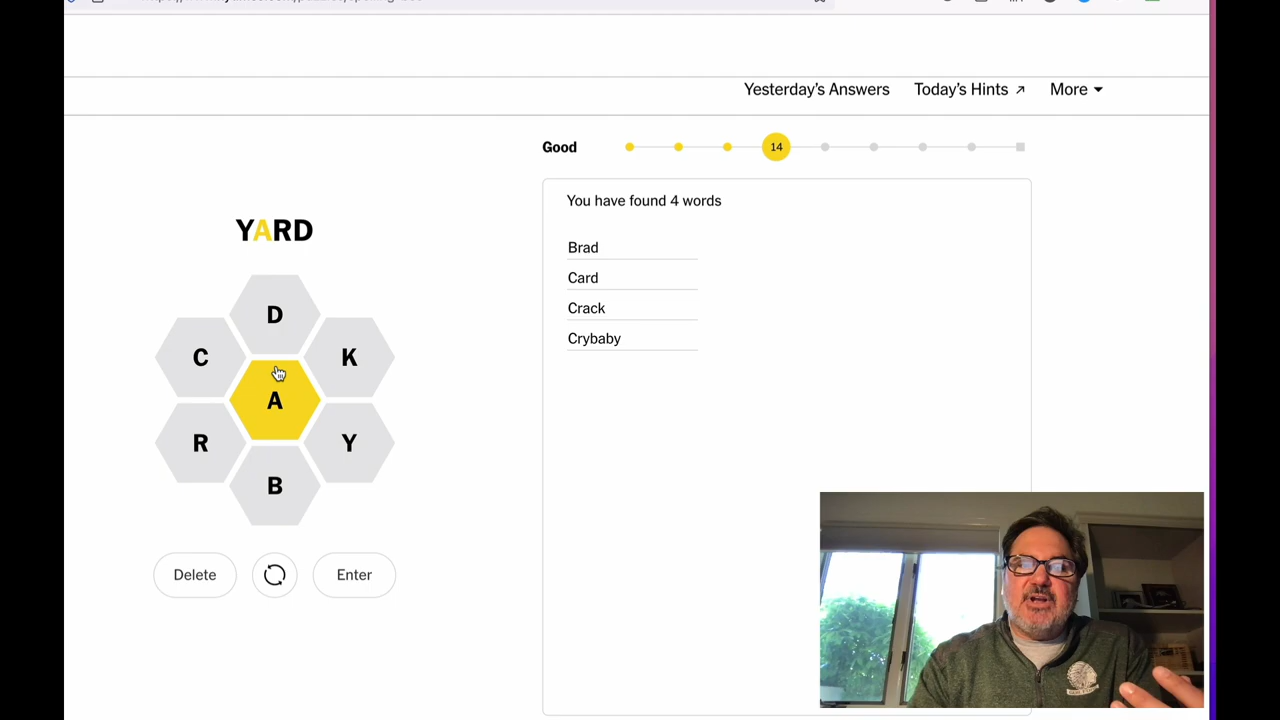 Yesterday's Answers Today's Hints ↗ More
Good 14
You have found 4 words
YARD
Brad
Card
Crack
Crybaby
D
C K
A
R Y
B
Delete Enter